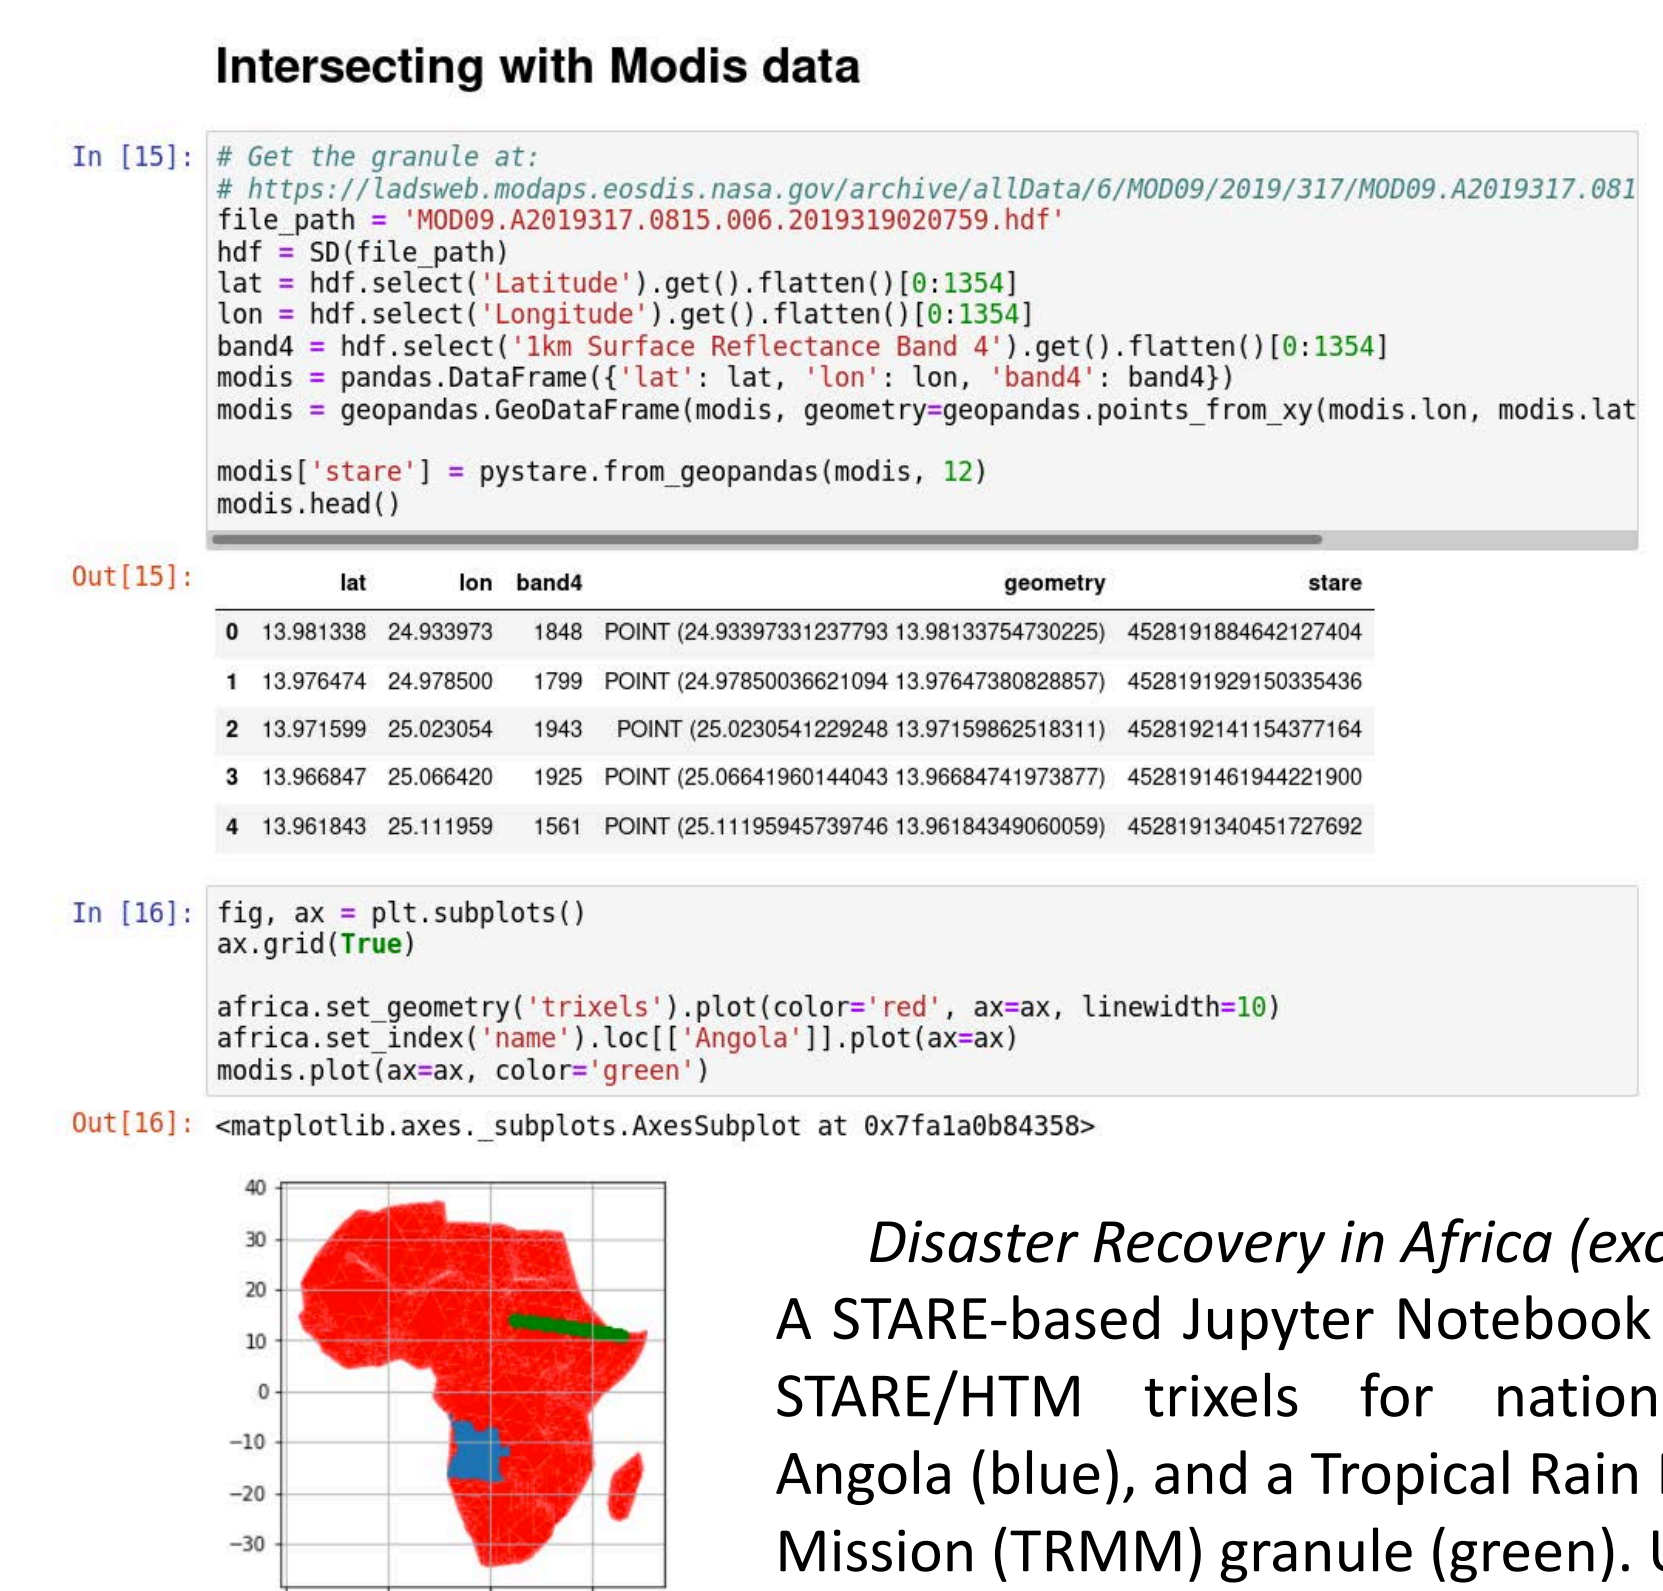 Intersecting with Modis data
In [15]:
# Get the granule at:
# https://ladsweb.modaps.eosdis.nasa.gov/archive/allData/6/MOD09/2019/317/MOD09.A2019317.081
file_path = 'MOD09.A2019317.0815.006.2019319020759.hdf'
hdf = SD(file_path)
lat = hdf.select('Latitude').get().flatten()[0:1354]
lon = hdf.select('Longitude').get().flatten()[0:1354]
band4 = hdf.select('1km Surface Reflectance Band 4').get().flatten()[0:1354]
modis = pandas.DataFrame({'lat': lat, 'lon': lon, 'band4': band4})
modis = geopandas.GeoDataFrame(modis, geometry=geopandas.points_from_xy(modis.lon, modis.lat
modis['stare'] = pystare.from_geopandas(modis, 12)
modis.head()
Out[15]:
lat lon band4 geometry stare
0 13.981338 24.933973 1848 POINT (24.93397331237793 13.98133754730225) 4528191884642127404
1 13.976474 24.978500 1799 POINT (24.97850036621094 13.97647380828857) 4528191929150335436
2 13.971599 25.023054 1943 POINT (25.0230541229248 13.97159862518311) 4528192141154377164
3 13.966847 25.066420 1925 POINT (25.06641960144043 13.96684741973877) 4528191461944221900
4 13.961843 25.111959 1561 POINT (25.11195945739746 13.96184349060059) 4528191340451727692
In [16]:
fig, ax = plt.subplots()
ax.grid(True)
africa.set_geometry('trixels').plot(color='red', ax=ax, linewidth=10)
africa.set_index('name').loc[['Angola']].plot(ax=ax)
modis.plot(ax=ax, color='green')
Out[16]: <matplotlib.axes._subplots.AxesSubplot at 0x7fa1a0b84358>
40
30
20
10
0
−10
−20
−30
Disaster Recovery in Africa (exc
A STARE-based Jupyter Notebook
STARE/HTM trixels for nation
Angola (blue), and a Tropical Rain
Mission (TRMM) granule (green). U